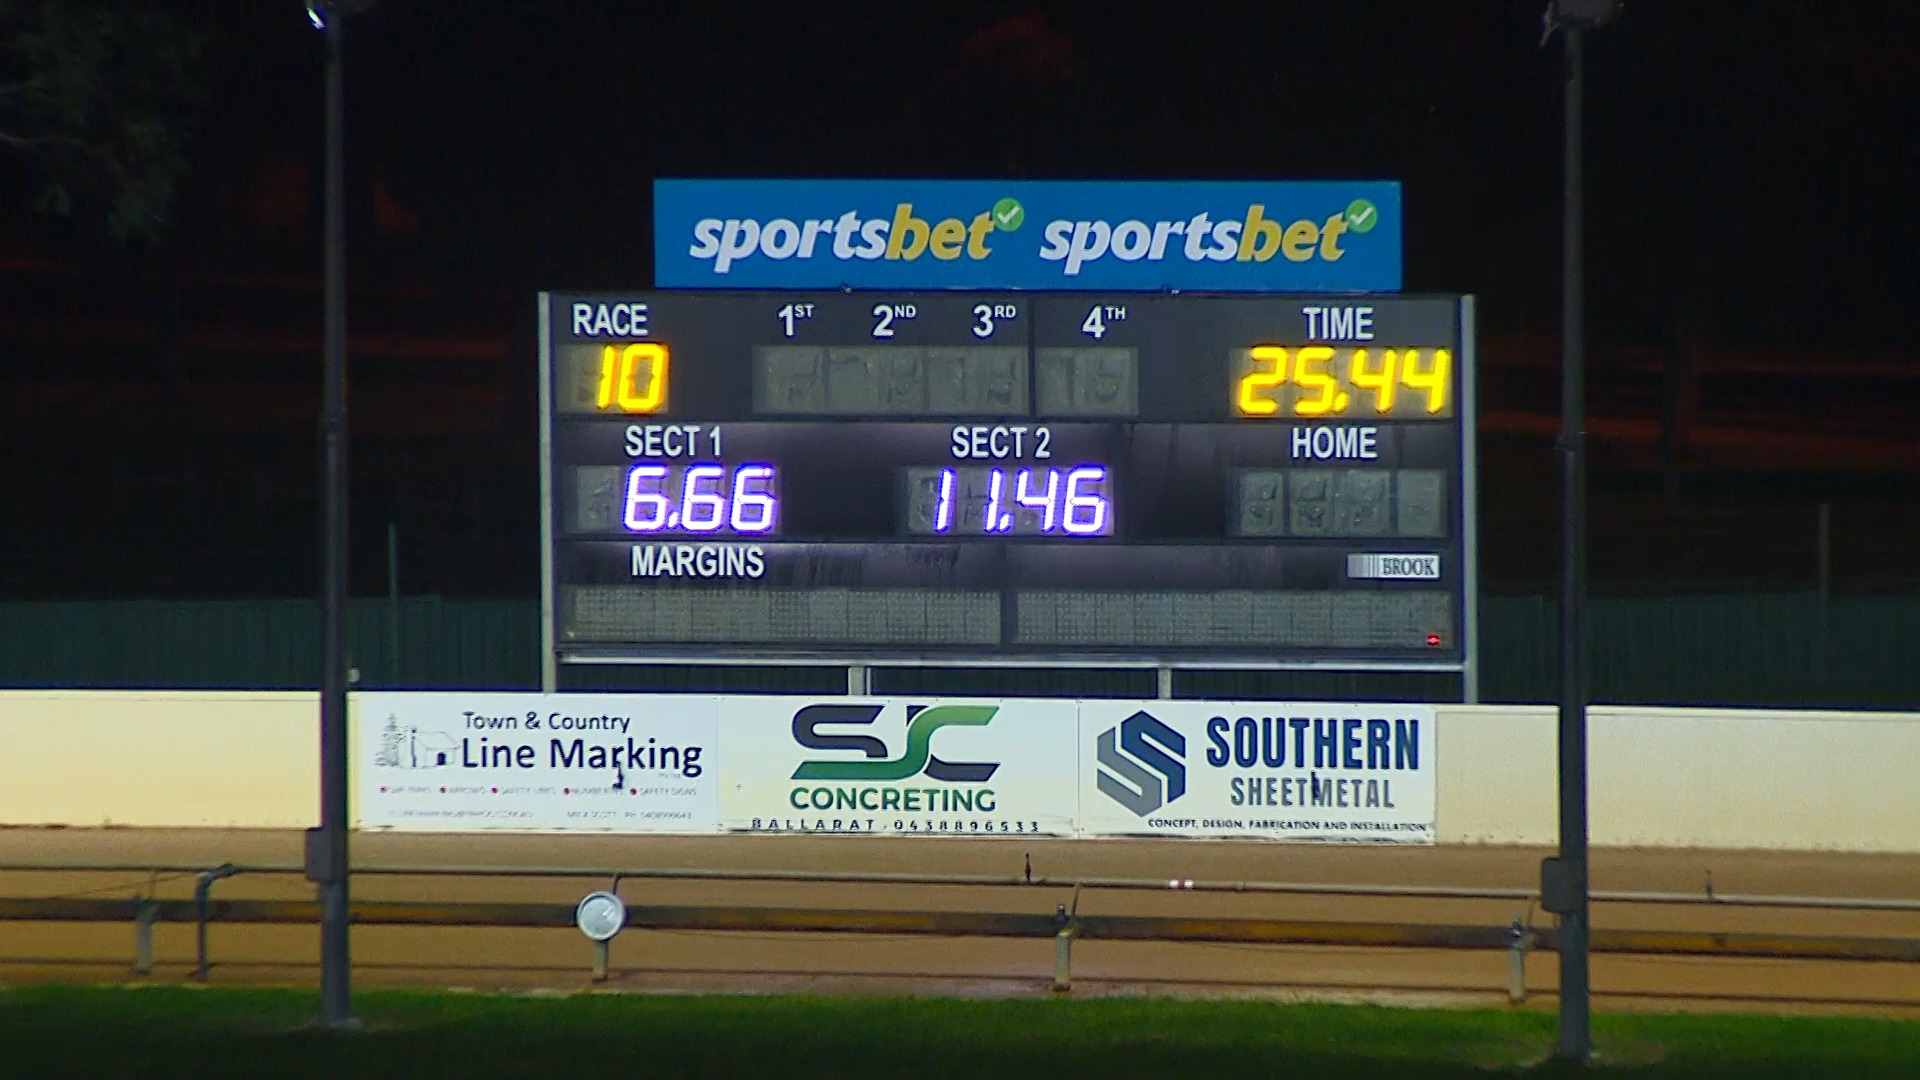 sportsbet sportsbet
RACE 1ST 2ND 3RD 4TH TIME
10 25.44
SECT 1 SECT 2 HOME
6.66 11.46
MARGINS
BROOK
Town & Country
Line Marking
SJC
CONCRETING
BALLARAT - 0438896533
SOUTHERN
SHEETMETAL
CONCEPT, DESIGN, FABRICATION AND INSTALLATION